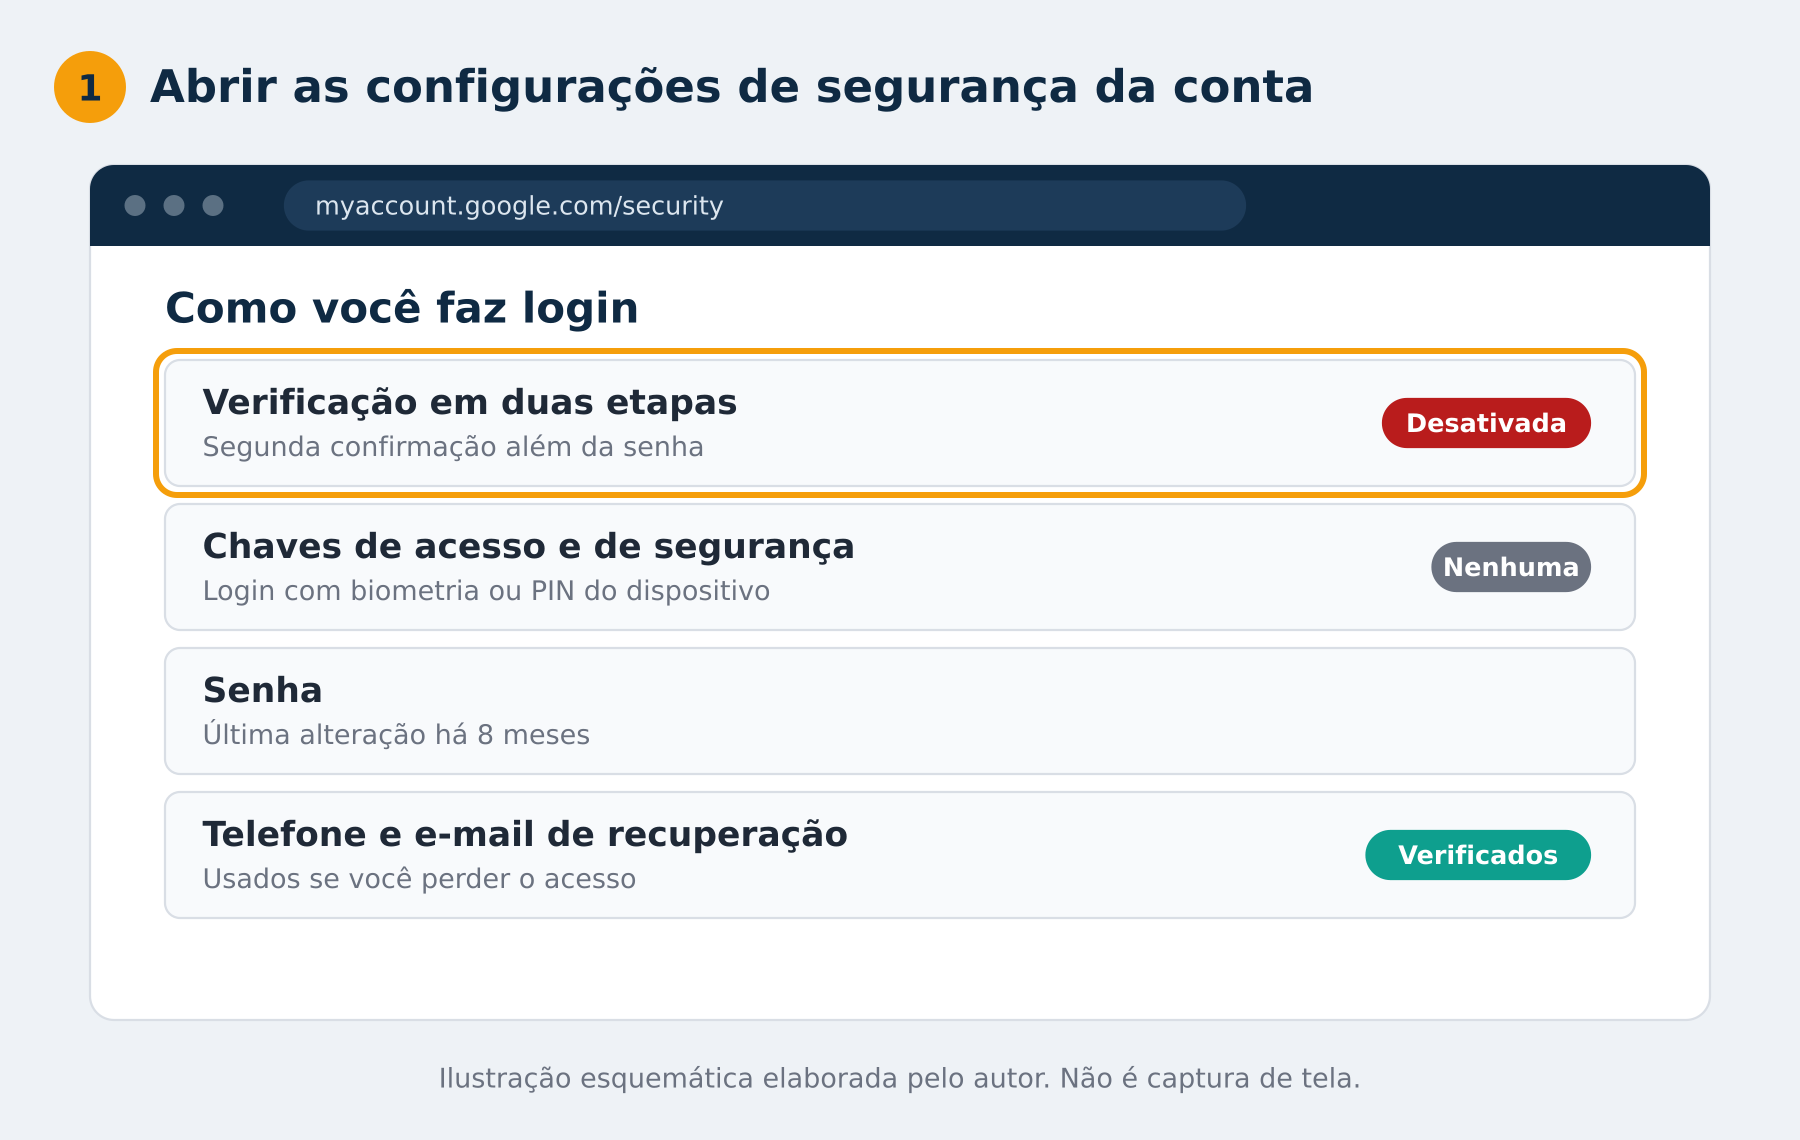 1
Abrir as configurações de segurança da conta
myaccount.google.com/security
Como você faz login
Verificação em duas etapas
Segunda confirmação além da senha
Desativada
Chaves de acesso e de segurança
Login com biometria ou PIN do dispositivo
Nenhuma
Senha
Última alteração há 8 meses
Telefone e e-mail de recuperação
Usados se você perder o acesso
Verificados
Ilustração esquemática elaborada pelo autor. Não é captura de tela.